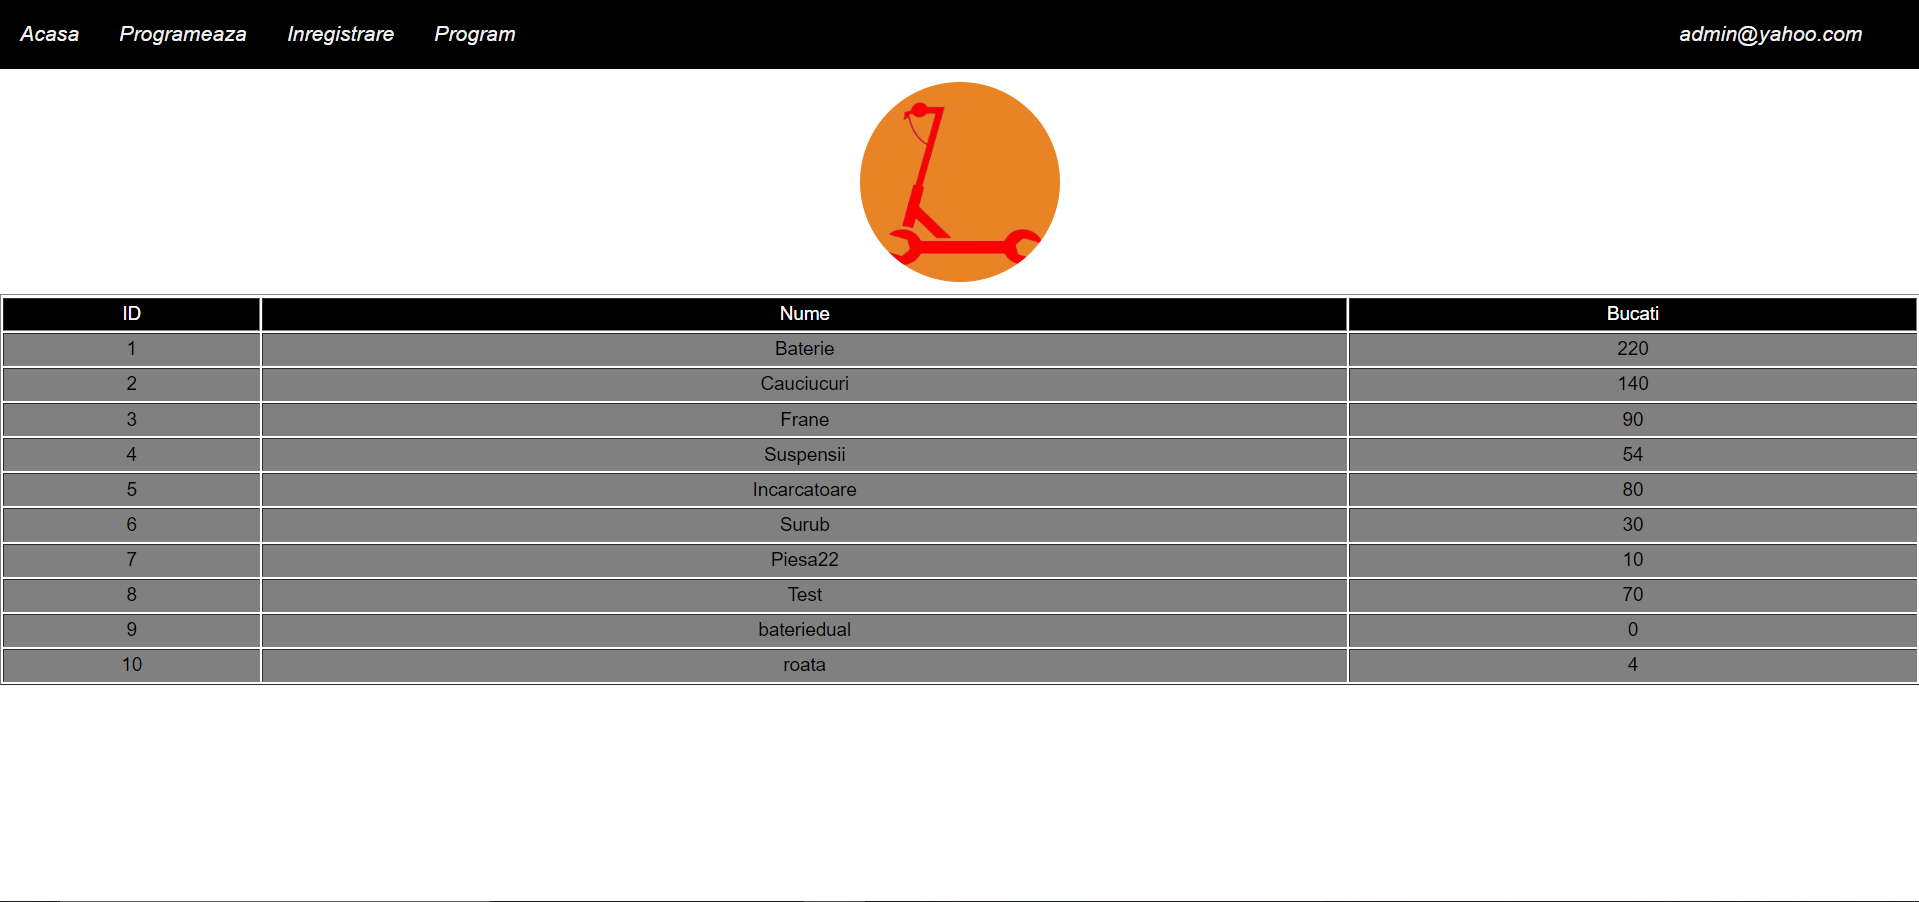 Acasa Programeaza Inregistrare Program admin@yahoo.com
ID Nume Bucati
1 Baterie 220
2 Cauciucuri 140
3 Frane 90
4 Suspensii 54
5 Incarcatoare 80
6 Surub 30
7 Piesa22 10
8 Test 70
9 bateriedual 0
10 roata 4